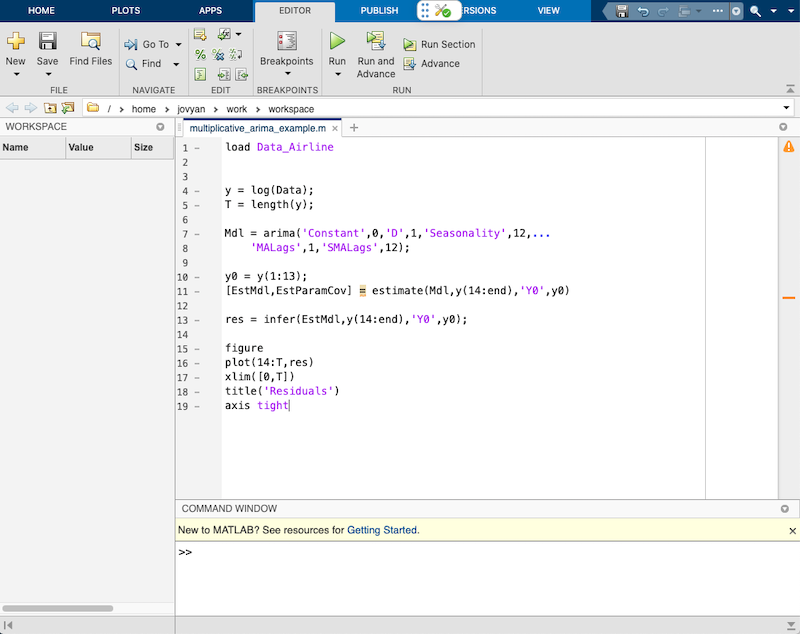 HOME PLOTS APPS EDITOR PUBLISH ERSIONS VIEW
New Save Find Files Go To Find Breakpoints Run Run and Advance Run Section Advance
FILE NAVIGATE EDIT BREAKPOINTS RUN
/ home jovyan work workspace
WORKSPACE
Name Value Size
multiplicative_arima_example.m
1 load Data_Airline
2
3
4 y = log(Data);
5 T = length(y);
6
7 Mdl = arima('Constant',0,'D',1,'Seasonality',12,...
8 'MALags',1,'SMALags',12);
9
10 y0 = y(1:13);
11 [EstMdl,EstParamCov] = estimate(Mdl,y(14:end),'Y0',y0)
12
13 res = infer(EstMdl,y(14:end),'Y0',y0);
14
15 figure
16 plot(14:T,res)
17 xlim([0,T])
18 title('Residuals')
19 axis tight
COMMAND WINDOW
New to MATLAB? See resources for Getting Started.
>>